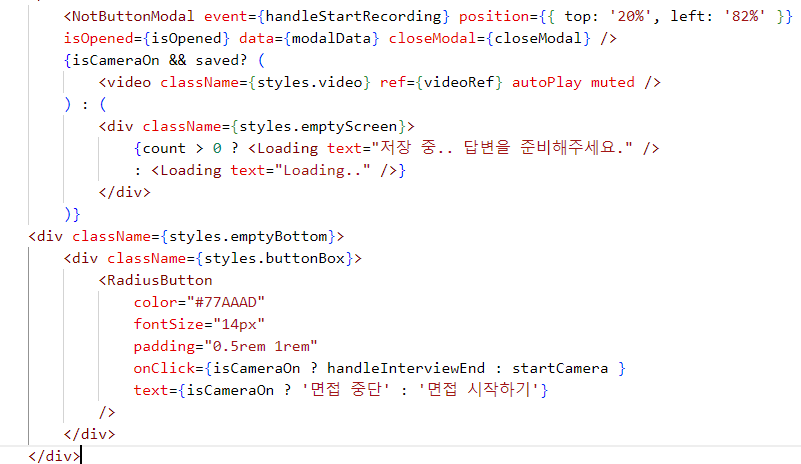 <NotButtonModal event={handleStartRecording} position={{ top: '20%', left: '82%' }}
isOpened={isOpened} data={modalData} closeModal={closeModal} />
{isCameraOn && saved? (
<video className={styles.video} ref={videoRef} autoPlay muted />
) : (
<div className={styles.emptyScreen}>
{count > 0 ? <Loading text="저장 중.. 답변을 준비해주세요." />
: <Loading text="Loading.." />}
</div>
)}
<div className={styles.emptyBottom}>
<div className={styles.buttonBox}>
<RadiusButton
color="#77AAAD"
fontSize="14px"
padding="0.5rem 1rem"
onClick={isCameraOn ? handleInterviewEnd : startCamera }
text={isCameraOn ? '면접 중단' : '면접 시작하기'}
/>
</div>
</div>